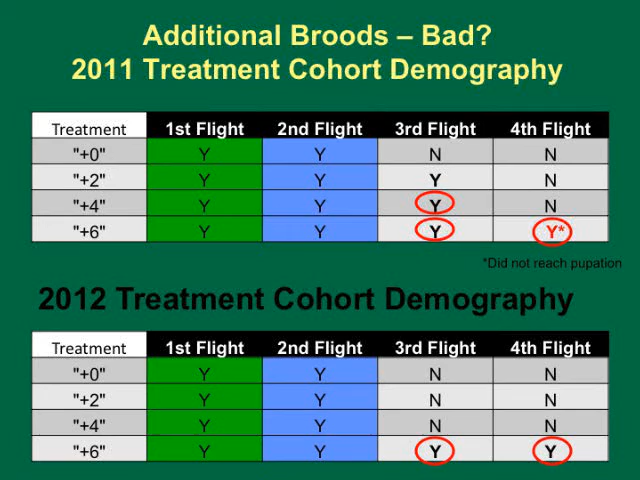 Additional Broods – Bad?
2011 Treatment Cohort Demography
Treatment 1st Flight 2nd Flight 3rd Flight 4th Flight
"+0" Y Y N N
"+2" Y Y Y N
"+4" Y Y Y N
"+6" Y Y Y Y*
*Did not reach pupation
2012 Treatment Cohort Demography
Treatment 1st Flight 2nd Flight 3rd Flight 4th Flight
"+0" Y Y N N
"+2" Y Y N N
"+4" Y Y N N
"+6" Y Y Y Y